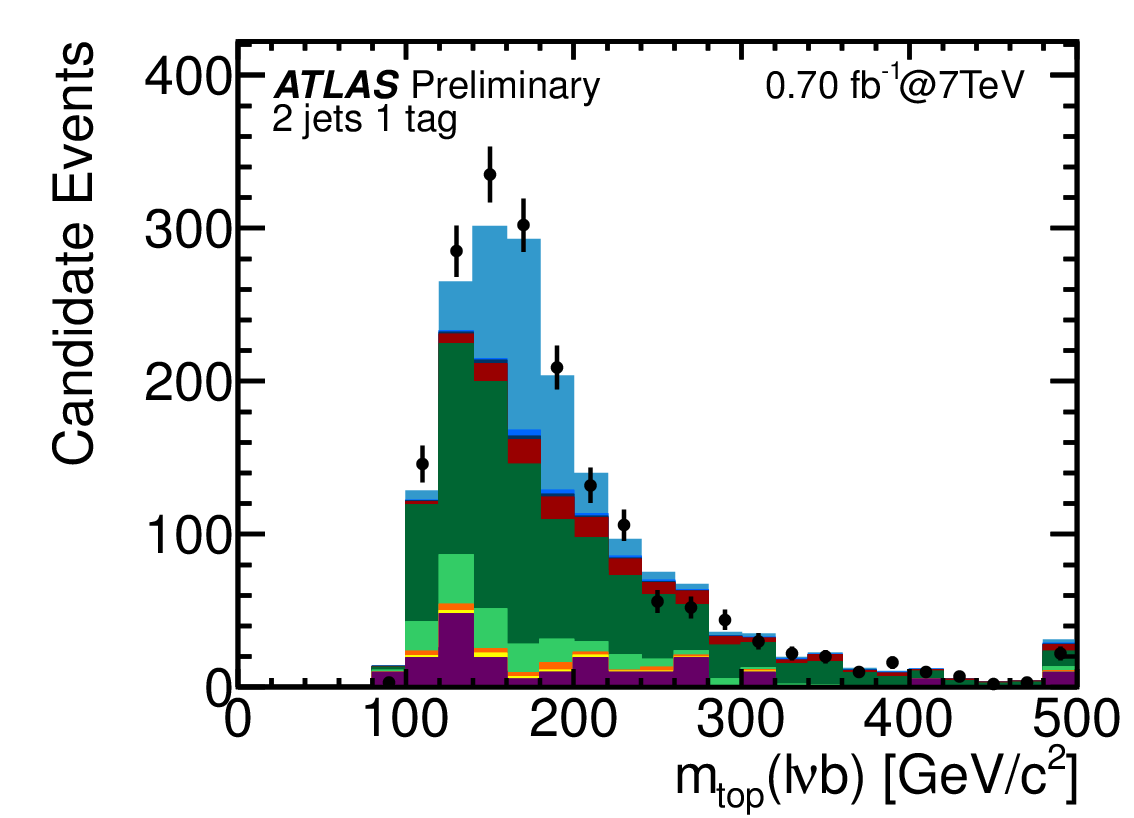 Candidate Events
400
300
200
100
0
ATLAS Preliminary
0.70 fb⁻¹@7TeV
2 jets 1 tag
0 100 200 300 400 500
m_top(lνb) [GeV/c²]